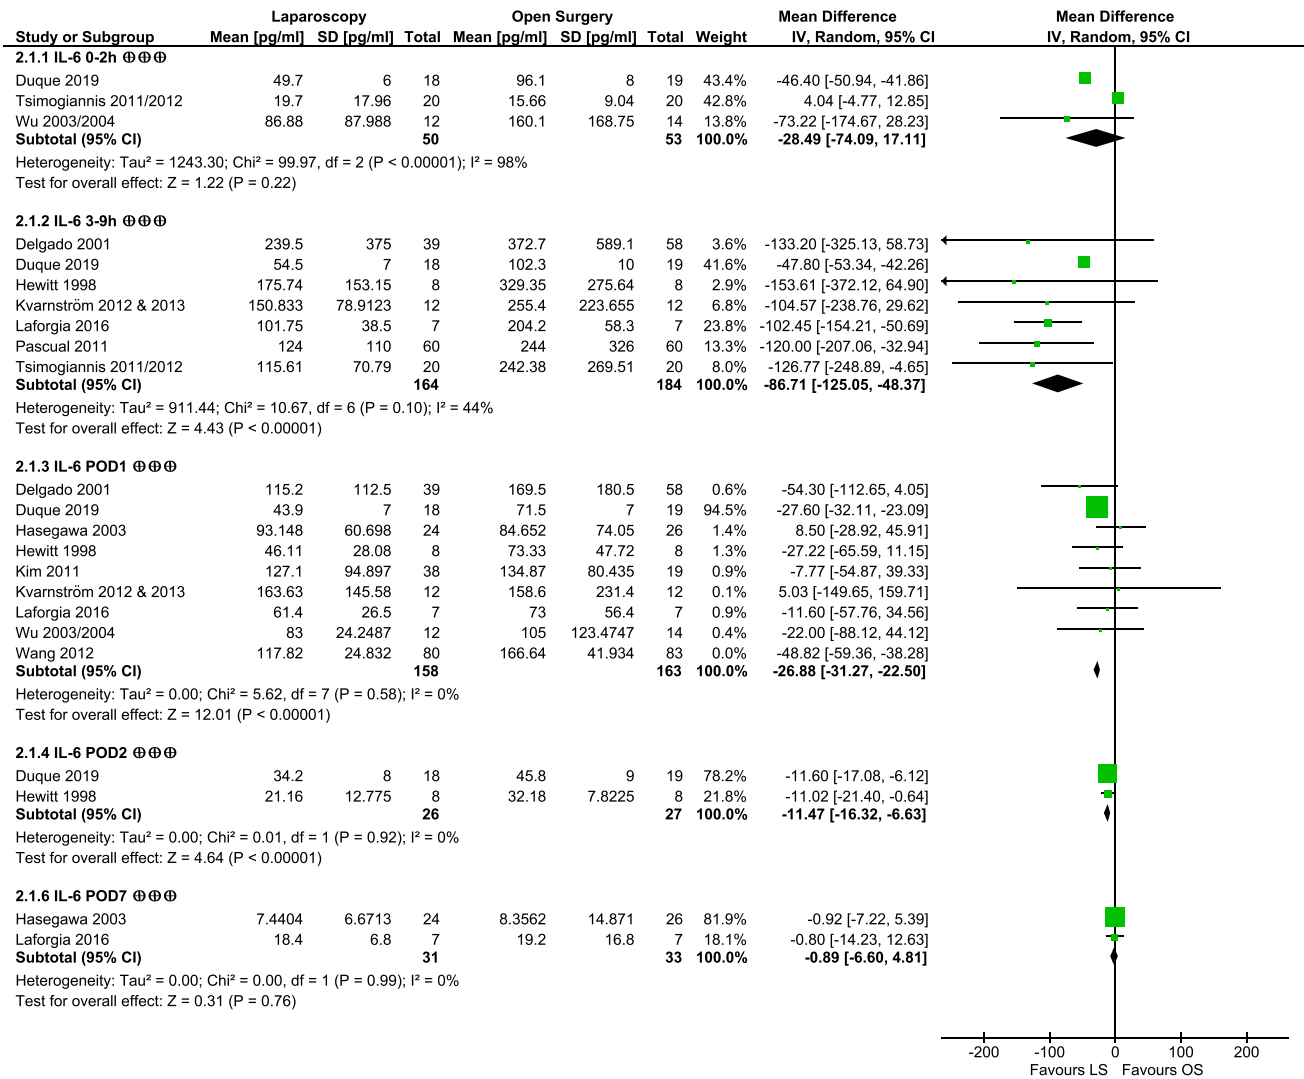 Laparoscopy Open Surgery Mean Difference Mean Difference
Study or Subgroup Mean [pg/ml] SD [pg/ml] Total Mean [pg/ml] SD [pg/ml] Total Weight IV, Random, 95% CI IV, Random, 95% CI
2.1.1 IL-6 0-2h ⊕⊕⊕
Duque 2019 49.7 6 18 96.1 8 19 43.4% -46.40 [-50.94, -41.86]
Tsimogiannis 2011/2012 19.7 17.96 20 15.66 9.04 20 42.8% 4.04 [-4.77, 12.85]
Wu 2003/2004 86.88 87.988 12 160.1 168.75 14 13.8% -73.22 [-174.67, 28.23]
Subtotal (95% CI) 50 53 100.0% -28.49 [-74.09, 17.11]
Heterogeneity: Tau² = 1243.30; Chi² = 99.97, df = 2 (P < 0.00001); I² = 98%
Test for overall effect: Z = 1.22 (P = 0.22)
2.1.2 IL-6 3-9h ⊕⊕⊕
Delgado 2001 239.5 375 39 372.7 589.1 58 3.6% -133.20 [-325.13, 58.73]
Duque 2019 54.5 7 18 102.3 10 19 41.6% -47.80 [-53.34, -42.26]
Hewitt 1998 175.74 153.15 8 329.35 275.64 8 2.9% -153.61 [-372.12, 64.90]
Kvarnström 2012 & 2013 150.833 78.9123 12 255.4 223.655 12 6.8% -104.57 [-238.76, 29.62]
Laforgia 2016 101.75 38.5 7 204.2 58.3 7 23.8% -102.45 [-154.21, -50.69]
Pascual 2011 124 110 60 244 326 60 13.3% -120.00 [-207.06, -32.94]
Tsimogiannis 2011/2012 115.61 70.79 20 242.38 269.51 20 8.0% -126.77 [-248.89, -4.65]
Subtotal (95% CI) 164 184 100.0% -86.71 [-125.05, -48.37]
Heterogeneity: Tau² = 911.44; Chi² = 10.67, df = 6 (P = 0.10); I² = 44%
Test for overall effect: Z = 4.43 (P < 0.00001)
2.1.3 IL-6 POD1 ⊕⊕⊕
Delgado 2001 115.2 112.5 39 169.5 180.5 58 0.6% -54.30 [-112.65, 4.05]
Duque 2019 43.9 7 18 71.5 7 19 94.5% -27.60 [-32.11, -23.09]
Hasegawa 2003 93.148 60.698 24 84.652 74.05 26 1.4% 8.50 [-28.92, 45.91]
Hewitt 1998 46.11 28.08 8 73.33 47.72 8 1.3% -27.22 [-65.59, 11.15]
Kim 2011 127.1 94.897 38 134.87 80.435 19 0.9% -7.77 [-54.87, 39.33]
Kvarnström 2012 & 2013 163.63 145.58 12 158.6 231.4 12 0.1% 5.03 [-149.65, 159.71]
Laforgia 2016 61.4 26.5 7 73 56.4 7 0.9% -11.60 [-57.76, 34.56]
Wu 2003/2004 83 24.2487 12 105 123.4747 14 0.4% -22.00 [-88.12, 44.12]
Wang 2012 117.82 24.832 80 166.64 41.934 83 0.0% -48.82 [-59.36, -38.28]
Subtotal (95% CI) 158 163 100.0% -26.88 [-31.27, -22.50]
Heterogeneity: Tau² = 0.00; Chi² = 5.62, df = 7 (P = 0.58); I² = 0%
Test for overall effect: Z = 12.01 (P < 0.00001)
2.1.4 IL-6 POD2 ⊕⊕⊕
Duque 2019 34.2 8 18 45.8 9 19 78.2% -11.60 [-17.08, -6.12]
Hewitt 1998 21.16 12.775 8 32.18 7.8225 8 21.8% -11.02 [-21.40, -0.64]
Subtotal (95% CI) 26 27 100.0% -11.47 [-16.32, -6.63]
Heterogeneity: Tau² = 0.00; Chi² = 0.01, df = 1 (P = 0.92); I² = 0%
Test for overall effect: Z = 4.64 (P < 0.00001)
2.1.6 IL-6 POD7 ⊕⊕⊕
Hasegawa 2003 7.4404 6.6713 24 8.3562 14.871 26 81.9% -0.92 [-7.22, 5.39]
Laforgia 2016 18.4 6.8 7 19.2 16.8 7 18.1% -0.80 [-14.23, 12.63]
Subtotal (95% CI) 31 33 100.0% -0.89 [-6.60, 4.81]
Heterogeneity: Tau² = 0.00; Chi² = 0.00, df = 1 (P = 0.99); I² = 0%
Test for overall effect: Z = 0.31 (P = 0.76)
-200 -100 0 100 200
Favours LS Favours OS